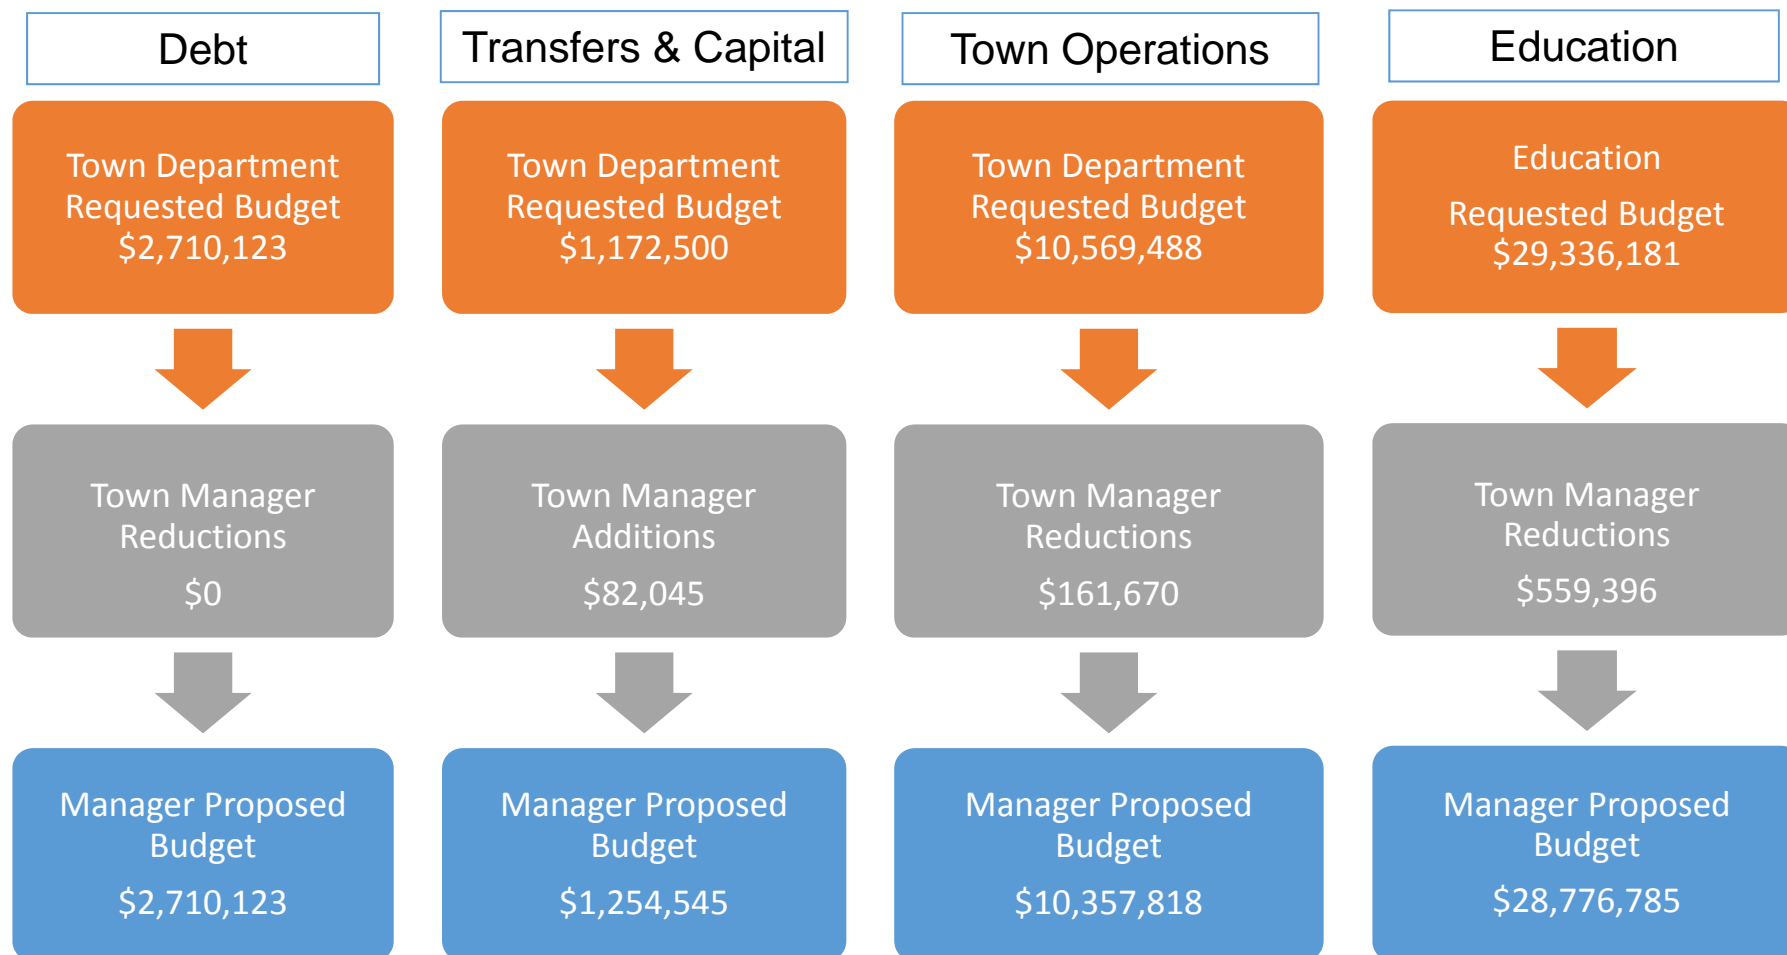 Debt
Town Department
Requested Budget
$2,710,123
Town Manager
Reductions
$0
Manager Proposed
Budget
$2,710,123
Transfers & Capital
Town Department
Requested Budget
$1,172,500
Town Manager
Additions
$82,045
Manager Proposed
Budget
$1,254,545
Town Operations
Town Department
Requested Budget
$10,569,488
Town Manager
Reductions
$161,670
Manager Proposed
Budget
$10,357,818
Education
Education
Requested Budget
$29,336,181
Town Manager
Reductions
$559,396
Manager Proposed
Budget
$28,776,785